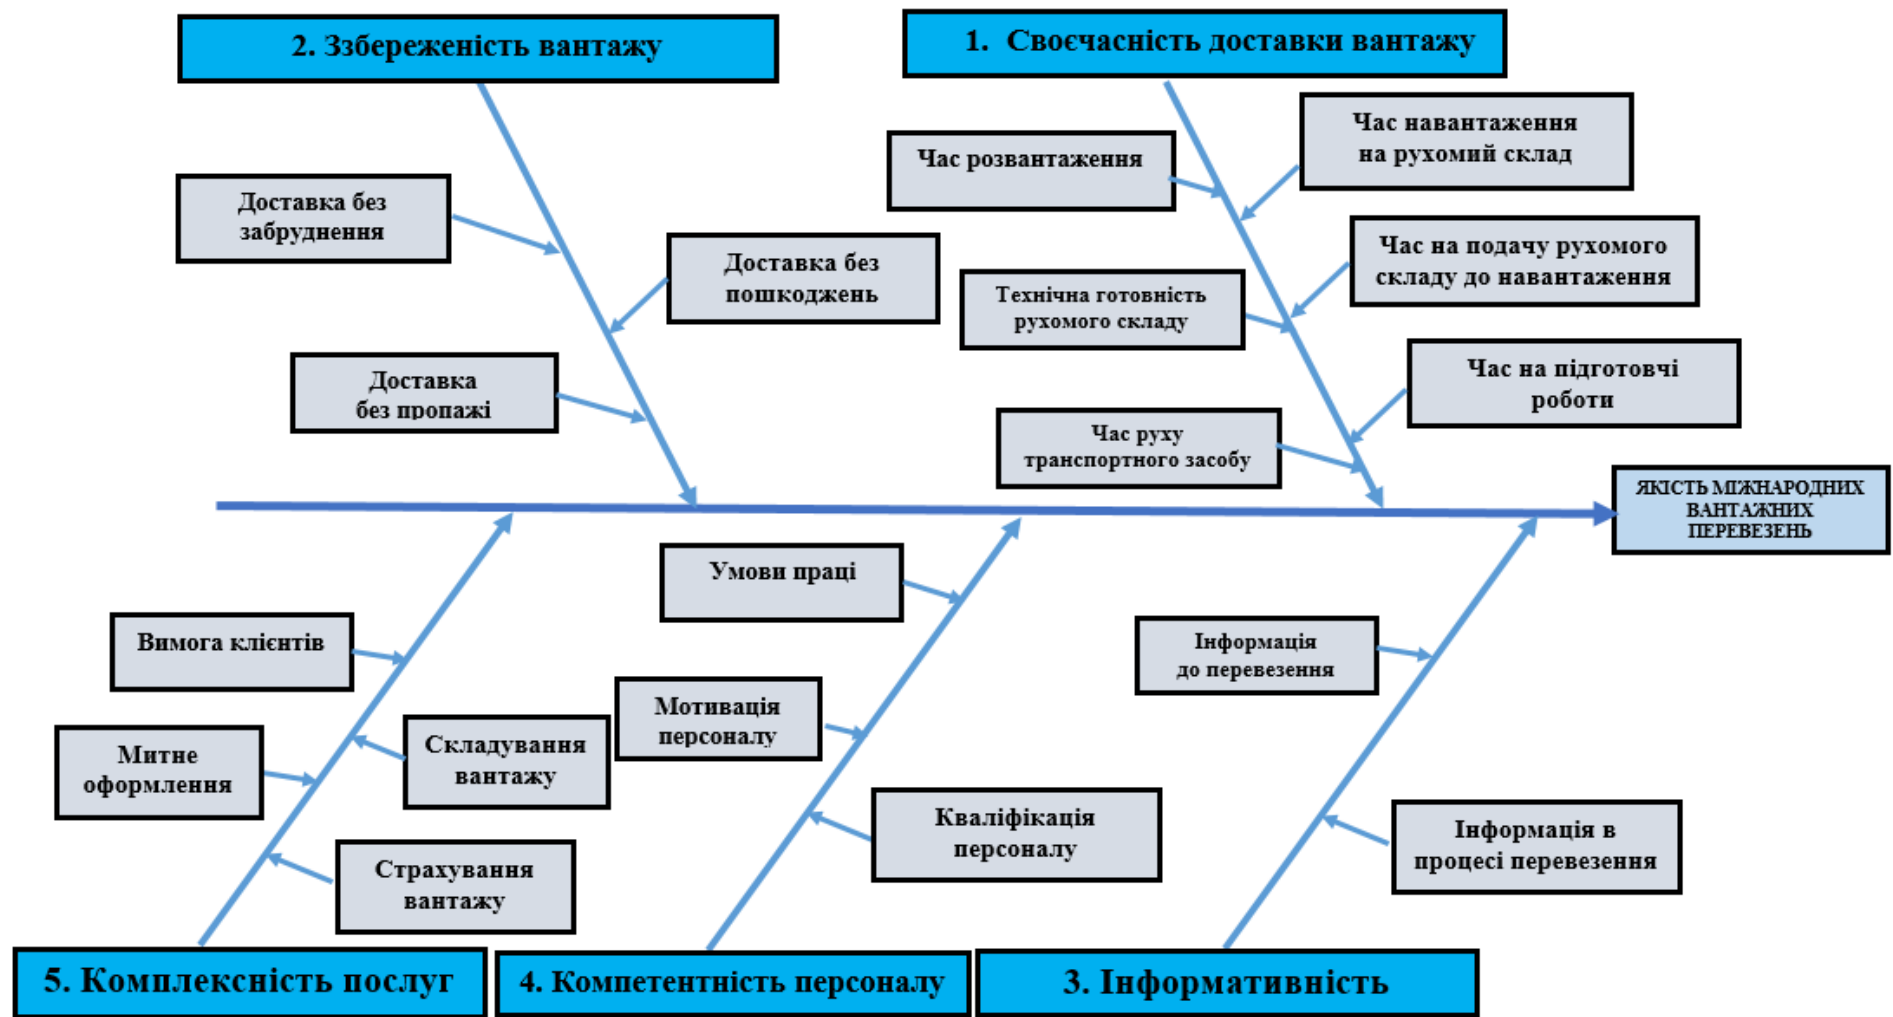 2. Ззбереженість вантажу
1. Своєчасність доставки вантажу
Час навантаження
на рухомий склад
Час розвантаження
Доставка без
забруднення
Час на подачу рухомого
складу до навантаження
Доставка без
пошкоджень
Технічна готовність
рухомого складу
Час на підготовчі
роботи
Доставка
без пропажі
Час руху
транспортного засобу
ЯКІСТЬ МІЖНАРОДНИХ
ВАНТАЖНИХ
ПЕРЕВЕЗЕНЬ
Умови праці
Вимога клієнтів
Інформація
до перевезення
Мотивація
персоналу
Складування
вантажу
Митне
оформлення
Кваліфікація
персоналу
Інформація в
процесі перевезення
Страхування
вантажу
5. Комплексність послуг
4. Компетентність персоналу
3. Інформативність